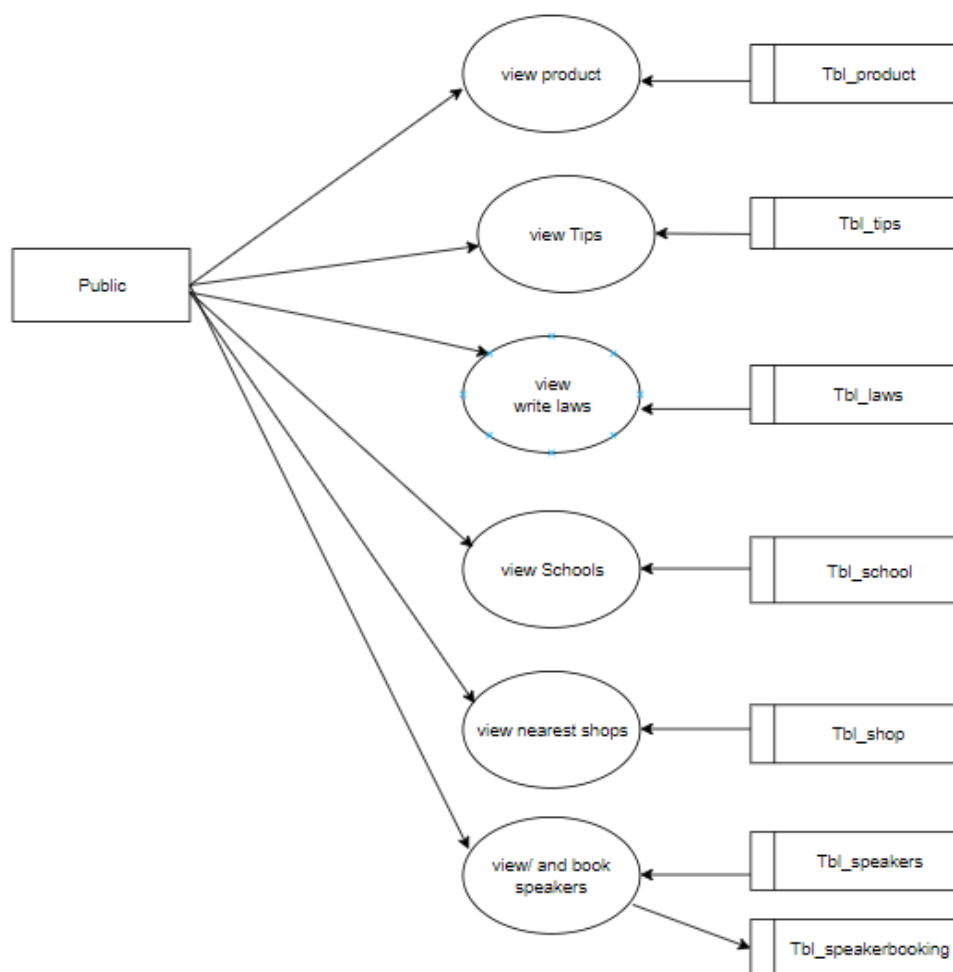 view product
Tbl_product
view Tips
Tbl_tips
Public
view
write laws
Tbl_laws
view Schools
Tbl_school
view nearest shops
Tbl_shop
view/ and book
speakers
Tbl_speakers
Tbl_speakerbooking